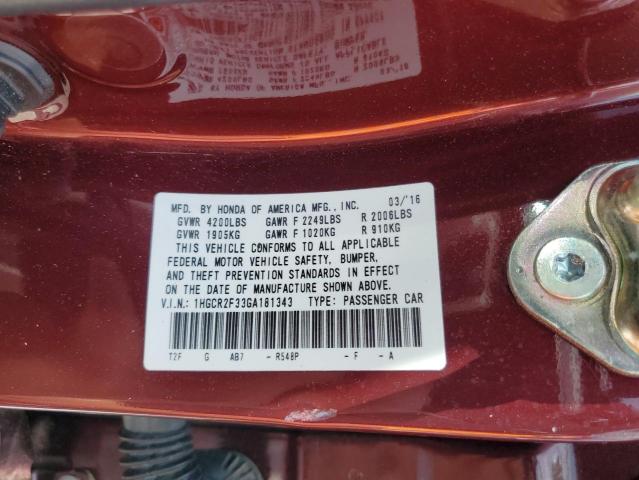 MFD. BY HONDA OF AMERICA MFG., INC. 03/'16
GVWR 4200LBS GAWR F 2249LBS R 2006LBS
GVWR 1905KG GAWR F 1020KG R 910KG
THIS VEHICLE CONFORMS TO ALL APPLICABLE
FEDERAL MOTOR VEHICLE SAFETY, BUMPER,
AND THEFT PREVENTION STANDARDS IN EFFECT
ON THE DATE OF MANUFACTURE SHOWN ABOVE.
V.I.N.: 1HGCR2F33GA181343 TYPE: PASSENGER CAR
T2F G AB7 - R548P - F - A